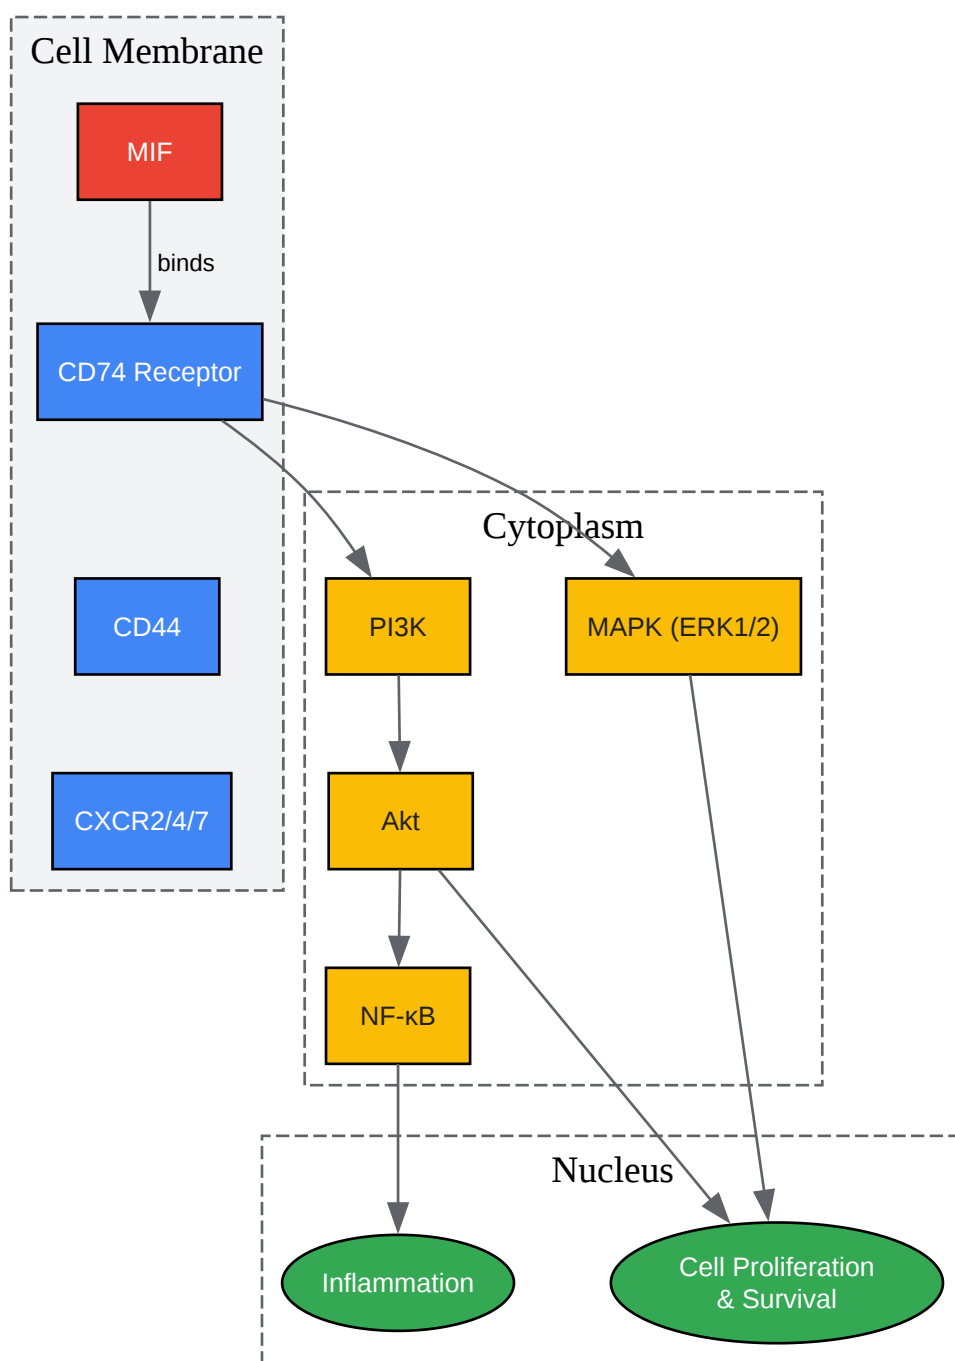 Cell Membrane
MIF
binds
CD74 Receptor
Cytoplasm
CD44
PI3K
MAPK (ERK1/2)
CXCR2/4/7
Akt
NF-κB
Nucleus
Inflammation
Cell Proliferation
& Survival